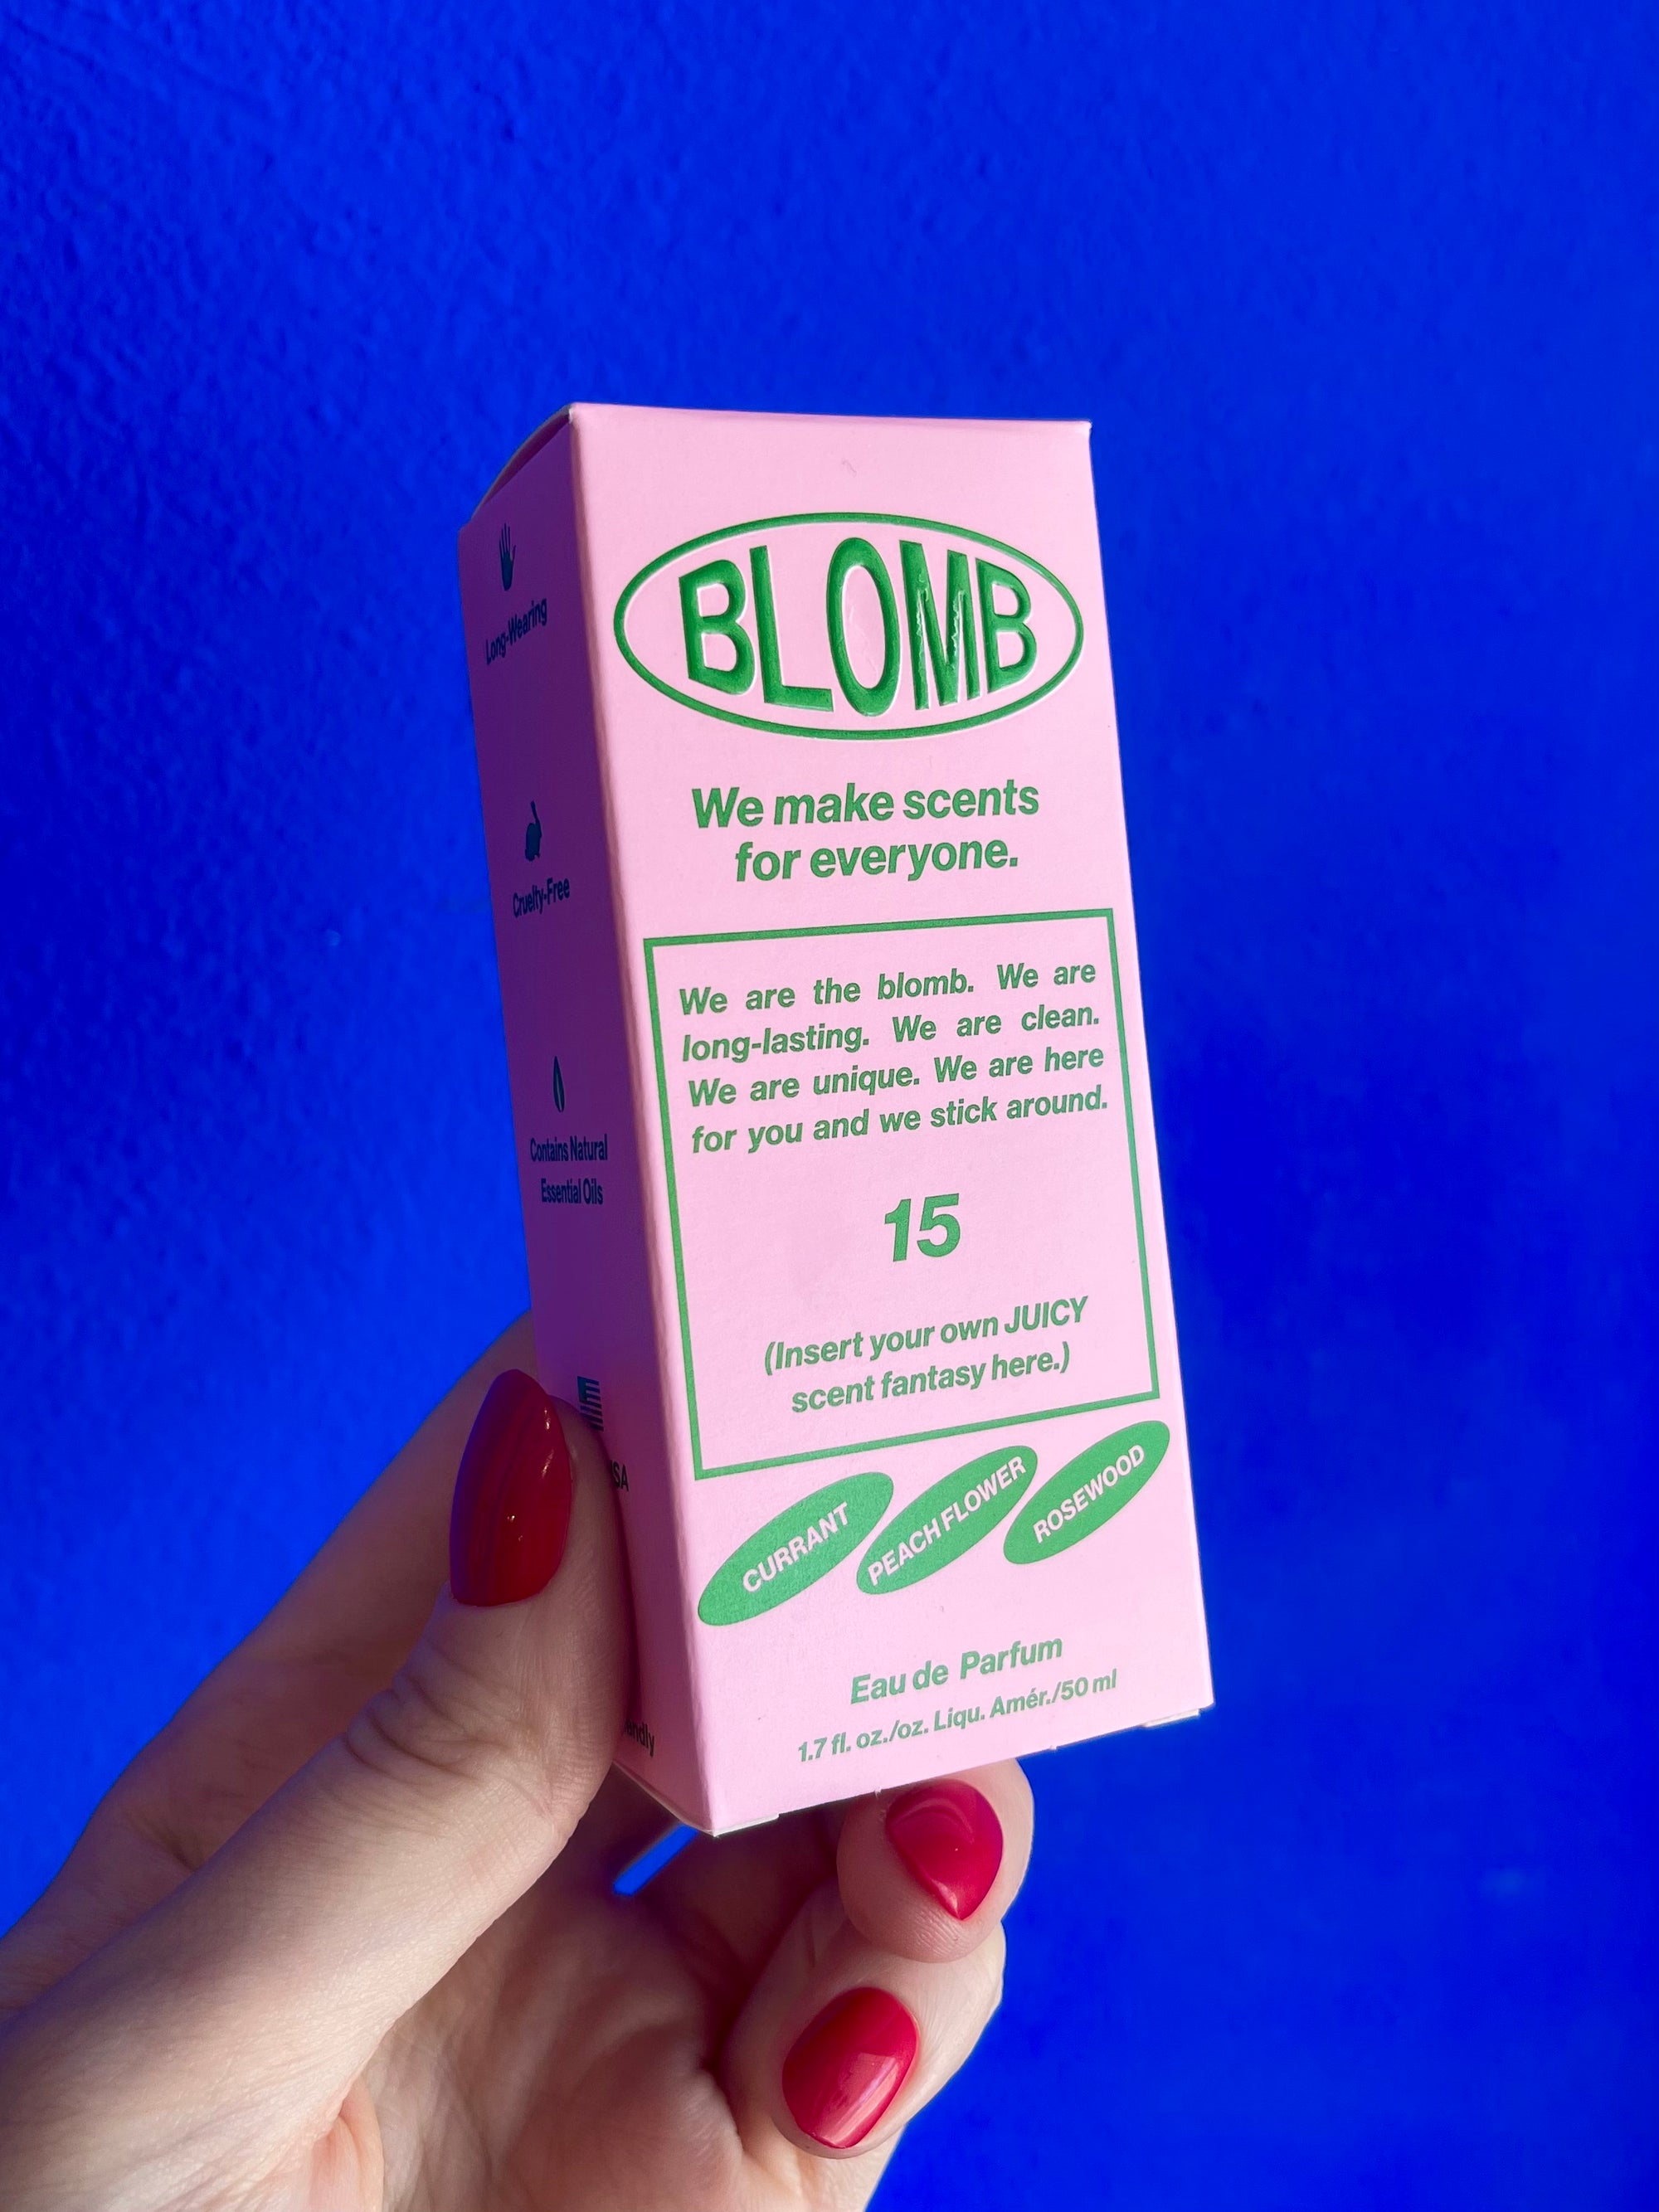 BLOMB
We make scents
for everyone.
We are the blomb. We are
long-lasting. We are clean.
We are unique. We are here
for you and we stick around.
15
(Insert your own JUICY
scent fantasy here.)
CURRANT
PEACH FLOWER
ROSEWOOD
Eau de Parfum
1.7 fl. oz./oz. Liqu. Amér./50 ml
Long-Wearing
Cruelty-Free
Contains Natural
Essential Oils